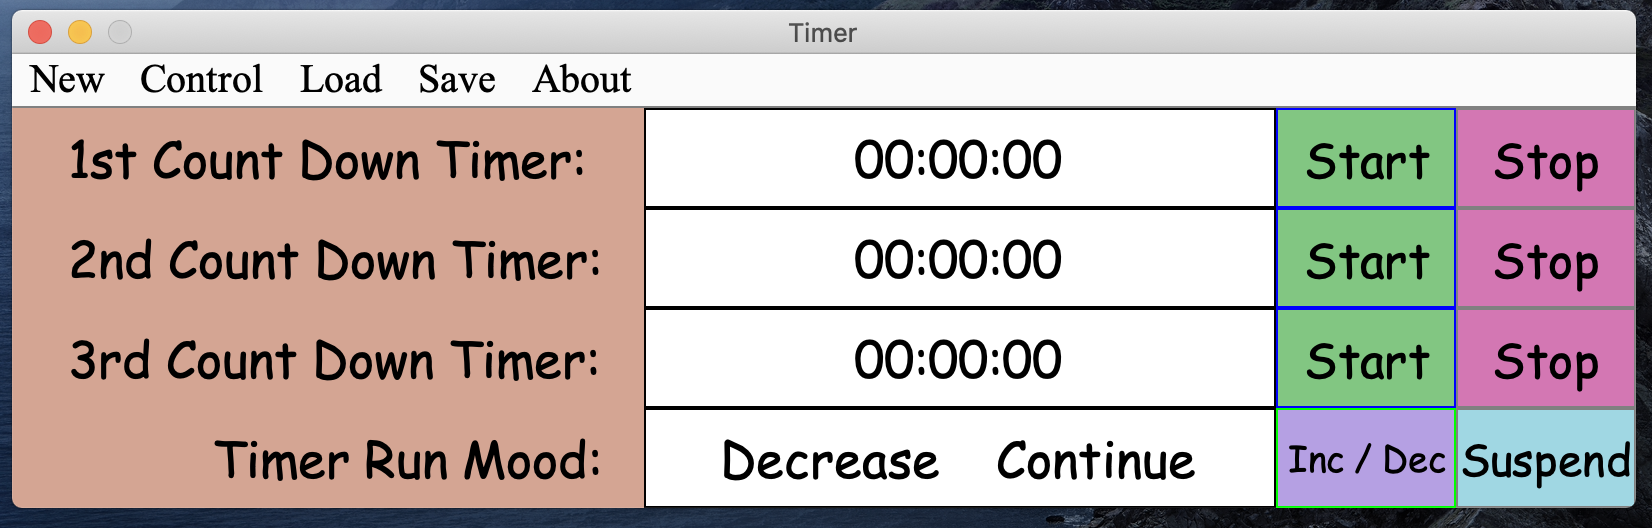 Timer
New Control Load Save About
1st Count Down Timer: 00:00:00 Start Stop
2nd Count Down Timer: 00:00:00 Start Stop
3rd Count Down Timer: 00:00:00 Start Stop
Timer Run Mood: Decrease Continue Inc / Dec Suspend